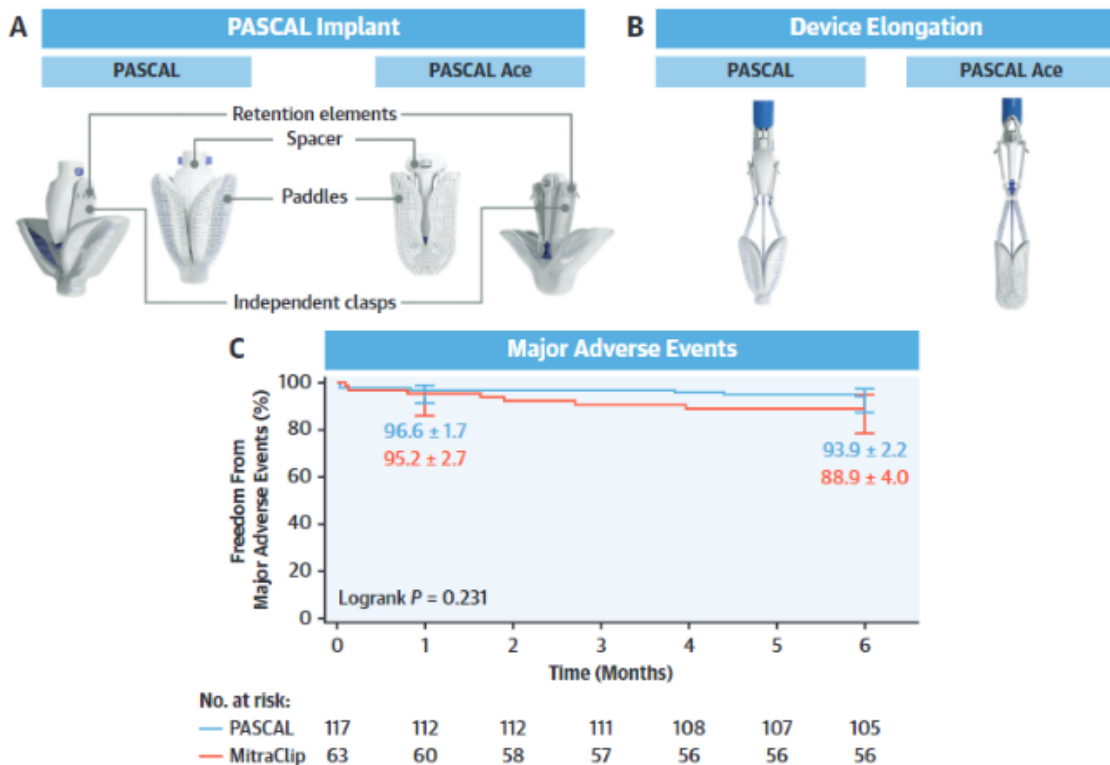 A PASCAL Implant
PASCAL PASCAL Ace
Retention elements
Spacer
Paddles
Independent clasps
B Device Elongation
PASCAL PASCAL Ace
C Major Adverse Events
Freedom From
Major Adverse Events (%)
100
80
60
40
20
0
96.6 ± 1.7
95.2 ± 2.7
93.9 ± 2.2
88.9 ± 4.0
Logrank P = 0.231
0 1 2 3 4 5 6
Time (Months)
No. at risk:
PASCAL 117 112 112 111 108 107 105
MitraClip 63 60 58 57 56 56 56